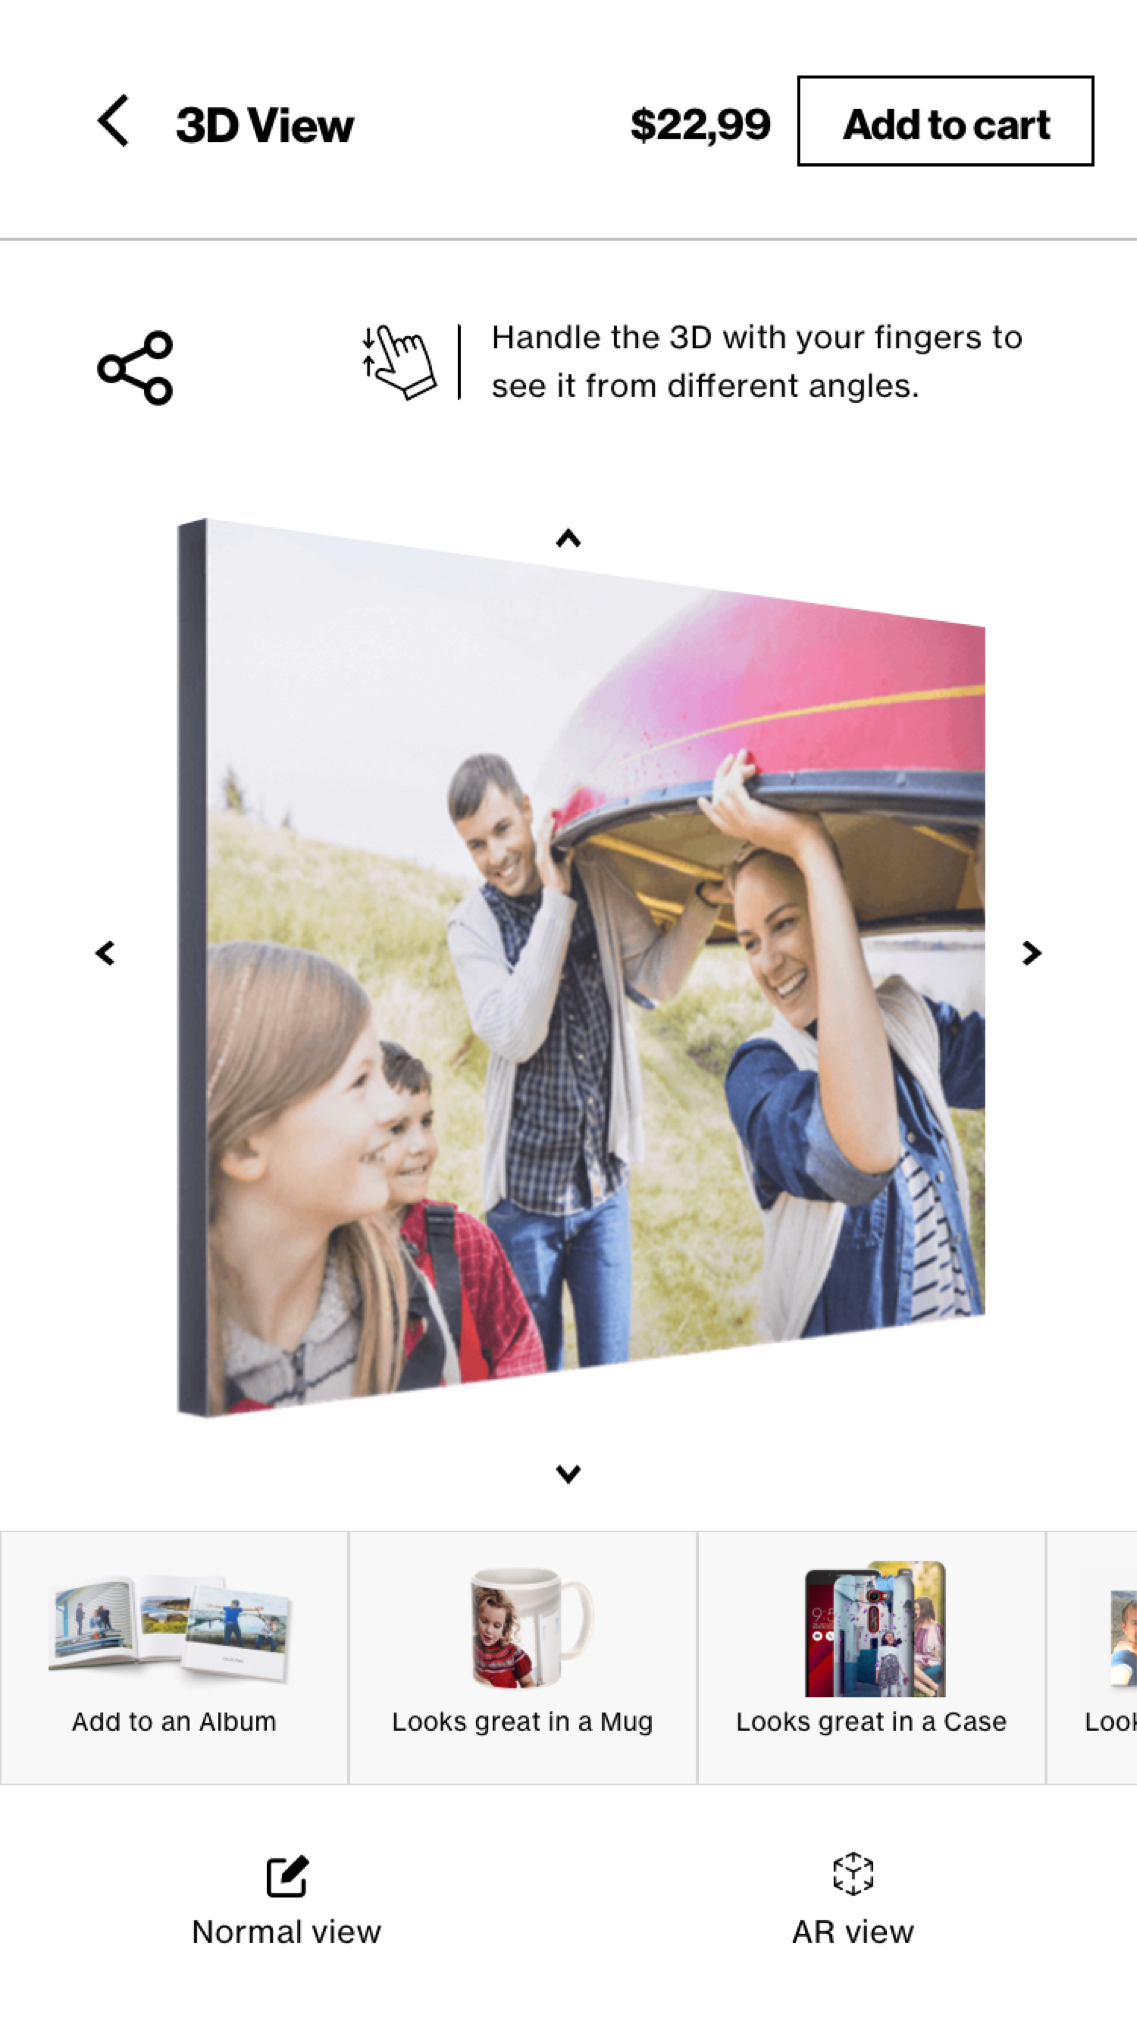 3D View
$22,99
Add to cart
Handle the 3D with your fingers to
see it from different angles.
Add to an Album
Looks great in a Mug
Looks great in a Case
Normal view
AR view